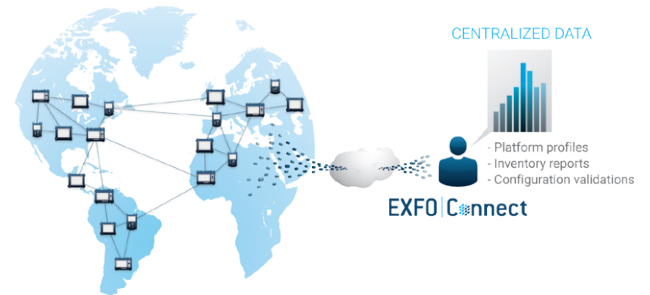 CENTRALIZED DATA
- Platform profiles
- Inventory reports
- Configuration validations
EXFO | Connect